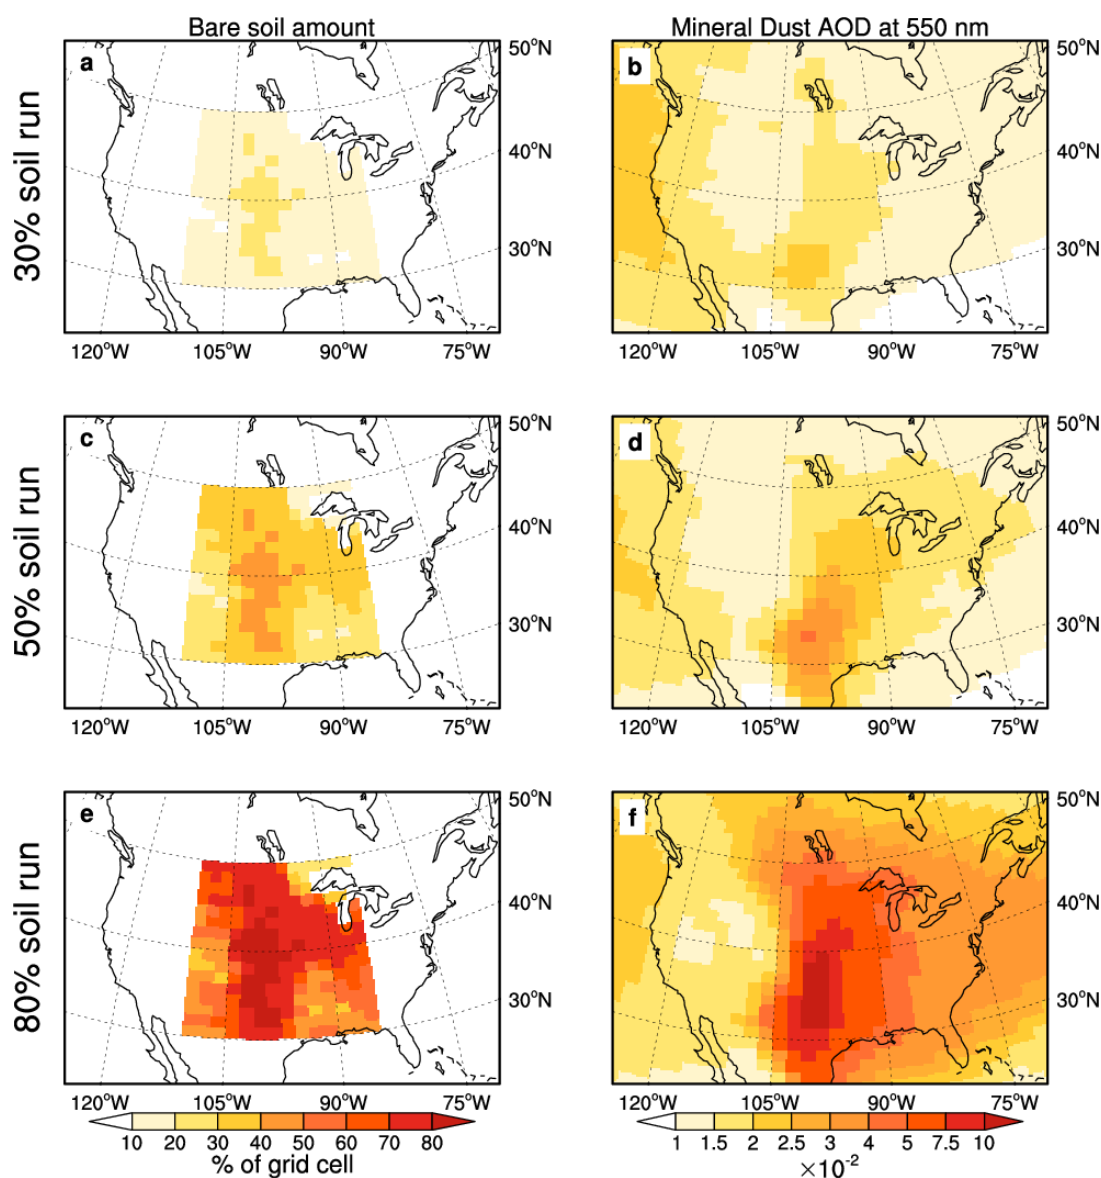 Bare soil amount
Mineral Dust AOD at 550 nm
30% soil run
a
b
50°N
40°N
30°N
50°N
40°N
30°N
120°W 105°W 90°W 75°W
120°W 105°W 90°W 75°W
50% soil run
c
d
50°N
40°N
30°N
50°N
40°N
30°N
120°W 105°W 90°W 75°W
120°W 105°W 90°W 75°W
80% soil run
e
f
50°N
40°N
30°N
50°N
40°N
30°N
120°W 105°W 90°W 75°W
120°W 105°W 90°W 75°W
10 20 30 40 50 60 70 80
% of grid cell
1 1.5 2 2.5 3 4 5 7.5 10
×10⁻²